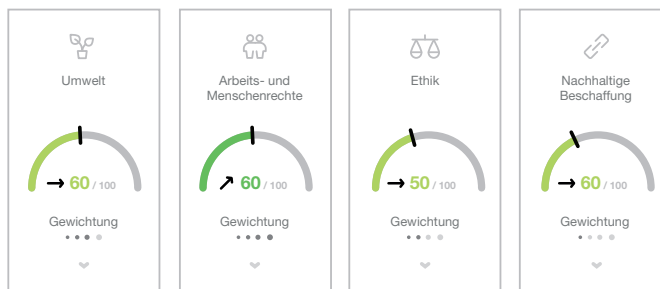 Umwelt
60 / 100
Gewichtung
Arbeits- und
Menschenrechte
60 / 100
Gewichtung
Ethik
50 / 100
Gewichtung
Nachhaltige
Beschaffung
60 / 100
Gewichtung